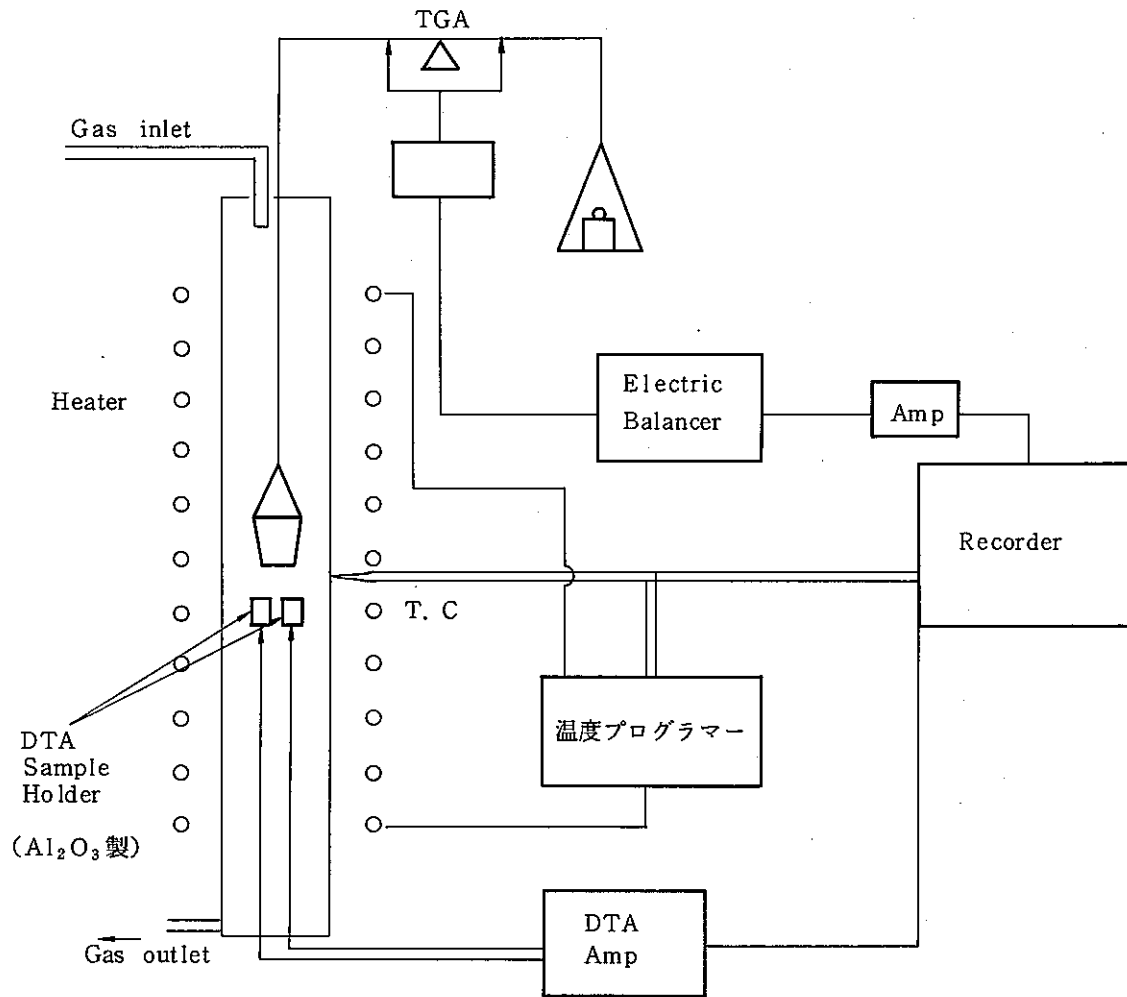 TGA
Gas inlet
Heater
Electric
Balancer
Amp
Recorder
T. C
温度プログラマー
DTA
Sample
Holder
(Al₂O₃製)
DTA
Amp
Gas outlet